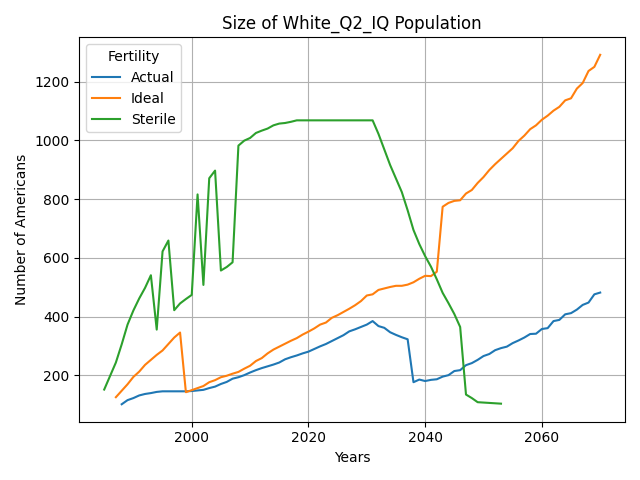 Size of White_Q2_IQ Population
Fertility
Actual
Ideal
Sterile
Number of Americans
1200
1000
800
600
400
200
2000
2020
2040
2060
Years